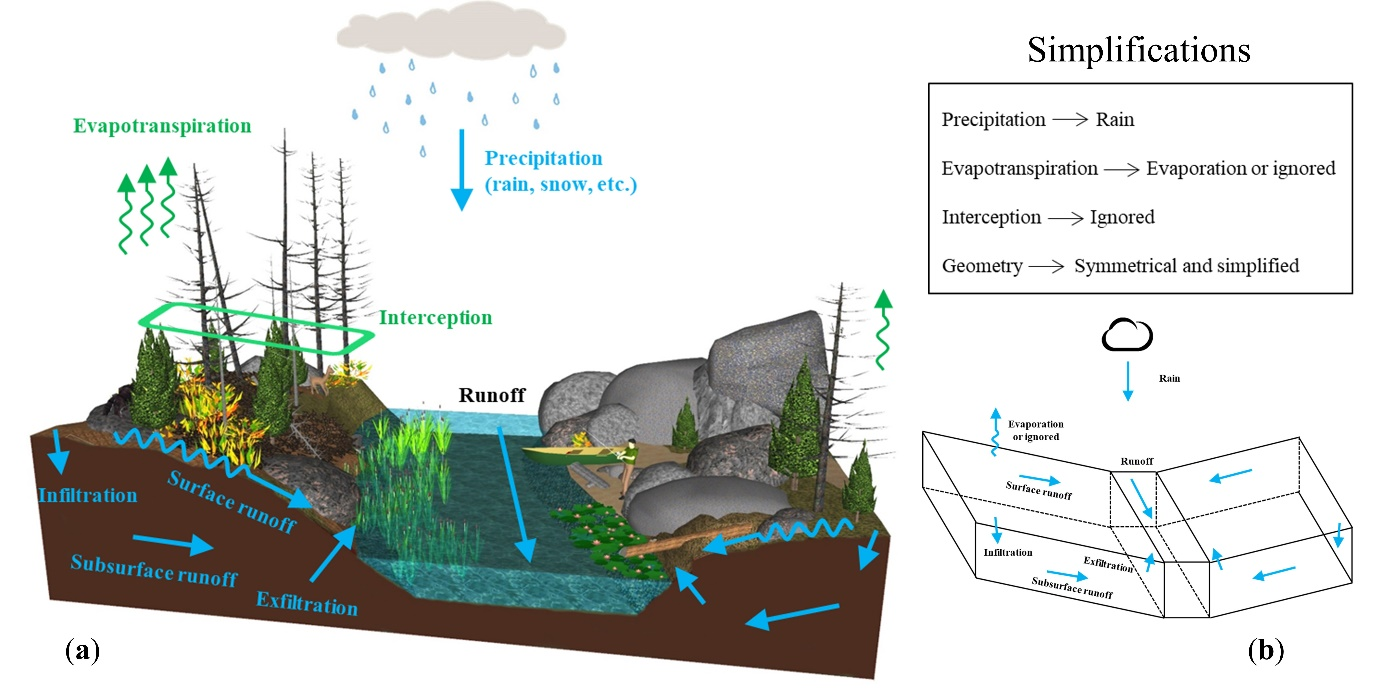 Evapotranspiration
Precipitation
(rain, snow, etc.)
Interception
Runoff
Infiltration
Surface runoff
Subsurface runoff
Exfiltration
(a)
Simplifications
Precipitation → Rain
Evapotranspiration → Evaporation or ignored
Interception → Ignored
Geometry → Symmetrical and simplified
Rain
Evaporation
or ignored
Runoff
Surface runoff
Infiltration
Exfiltration
Subsurface runoff
(b)